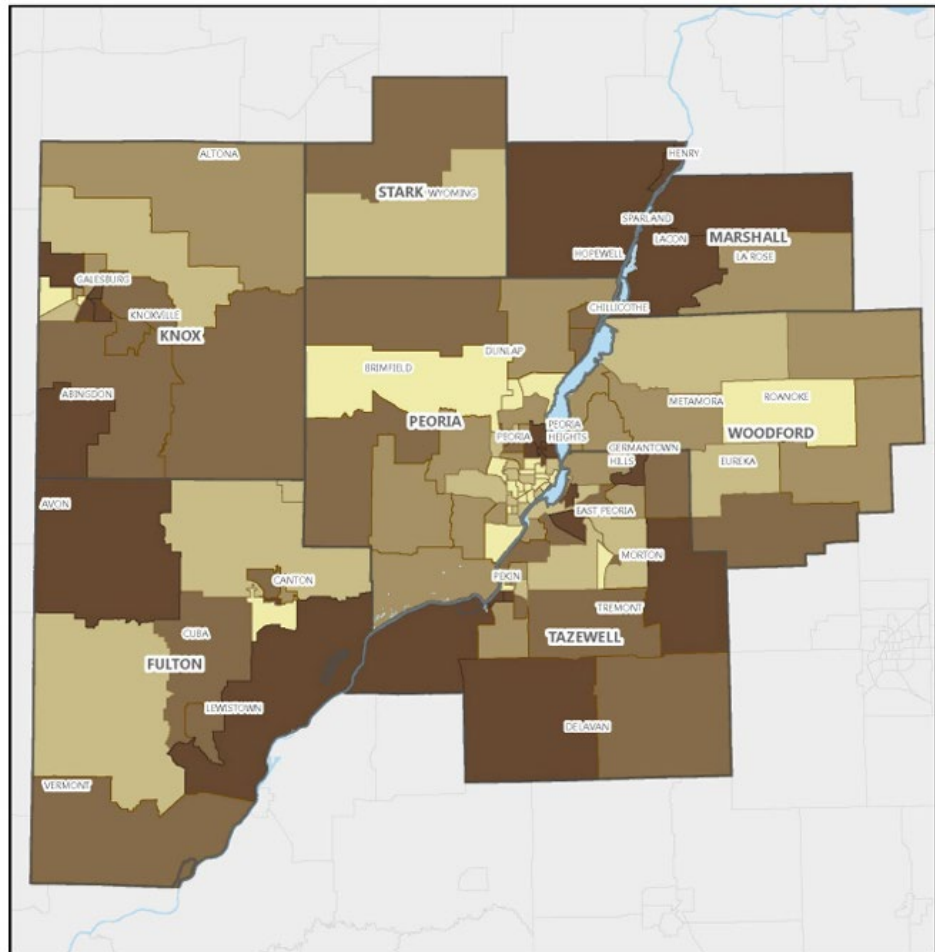 HENRY
ALTONA
STARK
WYOMING
SPARLAND
LACON
MARSHALL
HOPEWELL
LA ROSE
GALESBURG
CHILLICOTHE
KNOXVILLE
KNOX
DUNLAP
BRIMFIELD
ABINGDON
METAMORA
ROANOKE
PEORIA
PEORIA
PEORIA
HEIGHTS
WOODFORD
GERMANTOWN
HILLS
EUREKA
AVON
EAST PEORIA
MORTON
CANTON
PEKIN
TREMONT
CUBA
TAZEWELL
FULTON
LEWISTOWN
DELAVAN
VERMONT